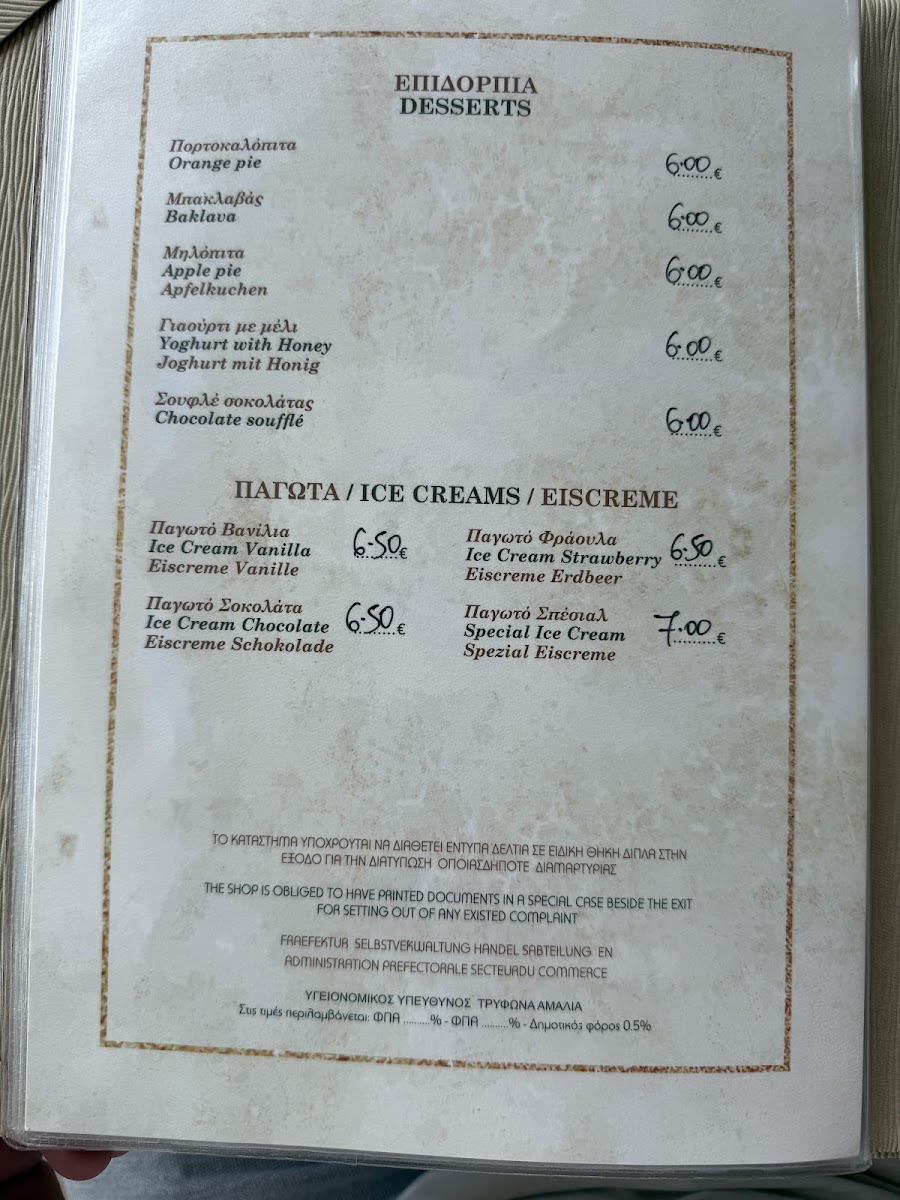 ΕΠΙΔΟΡΠΙΑ
DESSERTS
Πορτοκαλόπιτα
Orange pie
6.00 €
Μπακλαβάς
Baklava
6.00 €
Μηλόπιτα
Apple pie
Apfelkuchen
6.00 €
Γιαούρτι με μέλι
Yoghurt with Honey
Joghurt mit Honig
6.00 €
Σουφλέ σοκολάτας
Chocolate soufflé
6.00 €
ΠΑΓΩΤΑ / ICE CREAMS / EISCREME
Παγωτό Βανίλια
Ice Cream Vanilla
Eiscreme Vanille
6.50 €
Παγωτό Φράουλα
Ice Cream Strawberry
Eiscreme Erdbeer
6.50 €
Παγωτό Σοκολάτα
Ice Cream Chocolate
Eiscreme Schokolade
6.50 €
Παγωτό Σπέσιαλ
Special Ice Cream
Spezial Eiscreme
7.00 €
ΤΟ ΚΑΤΑΣΤΗΜΑ ΥΠΟΧΡΟΥΤΑΙ ΝΑ ΔΙΑΘΕΤΕΙ ΕΝΤΥΠΑ ΔΕΛΤΙΑ ΣΕ ΕΙΔΙΚΗ ΘΗΚΗ ΔΙΠΛΑ ΣΤΗΝ
ΕΞΟΔΟ ΓΙΑ ΤΗΝ ΔΙΑΤΥΠΩΣΗ ΟΠΟΙΑΣΔΗΠΟΤΕ ΔΙΑΜΑΡΤΥΡΙΑΣ
THE SHOP IS OBLIGED TO HAVE PRINTED DOCUMENTS IN A SPECIAL CASE BESIDE THE EXIT
FOR SETTING OUT OF ANY EXISTED COMPLAINT
FAREFEKTUR SELBSTVEKWALTUNG HANDEL SABTEILUNG EN
ADMINISTRATION PREFECTORALE SECTEURDU COMMERCE
ΥΓΕΙΟΝΟΜΙΚΟΣ ΥΠΕΥΘΥΝΟΣ ΤΡΥΦΩΝΑ ΑΜΑΛΙΑ
Στις τιμές περιλαμβάνεται: ΦΠΑ .........% - ΦΠΑ .........% - Δημοτικός φόρος 0.5%